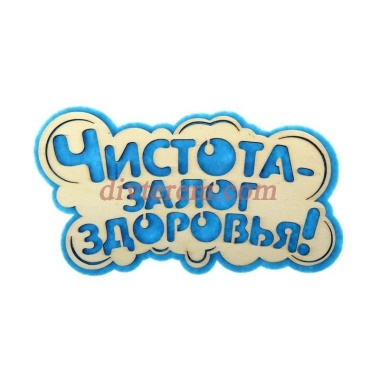 Чистота-
залог
здоровья!